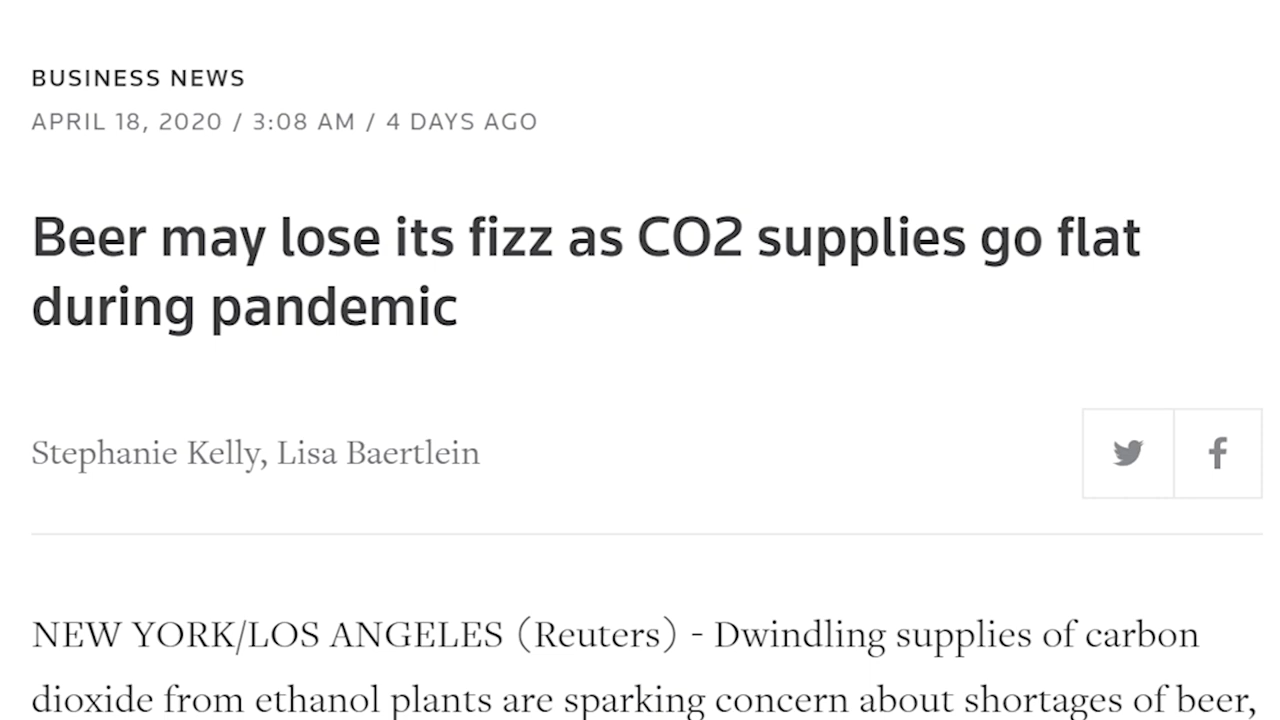 BUSINESS NEWS
APRIL 18, 2020 / 3:08 AM / 4 DAYS AGO
Beer may lose its fizz as CO2 supplies go flat
during pandemic
Stephanie Kelly, Lisa Baertlein
NEW YORK/LOS ANGELES (Reuters) - Dwindling supplies of carbon
dioxide from ethanol plants are sparking concern about shortages of beer,